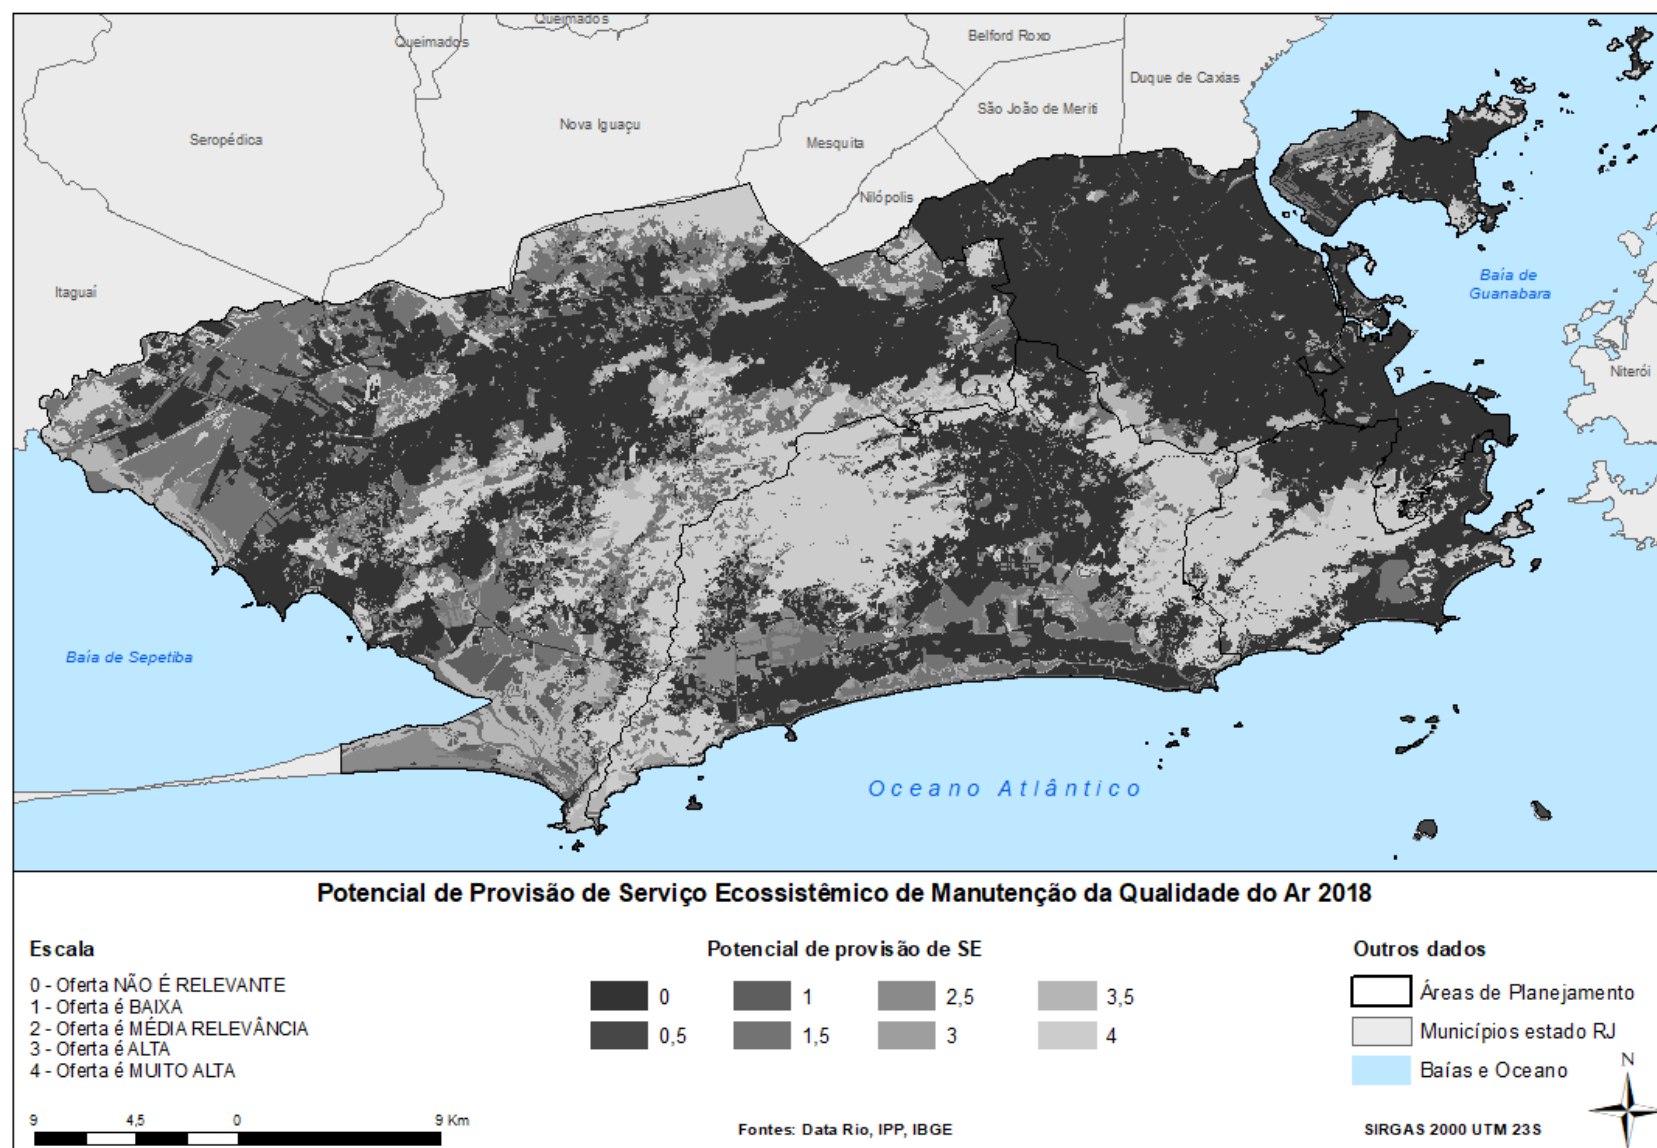 Queimados
Queimados
Belford Roxo
Duque de Caxias
São João de Meriti
Nova Iguaçu
Seropédica
Mesquita
Nilópolis
Itaguaí
Baía de
Guanabara
Niterói
Baía de Sepetiba
Oceano Atlântico
Potencial de Provisão de Serviço Ecossistêmico de Manutenção da Qualidade do Ar 2018
Escala
0 - Oferta NÃO É RELEVANTE
1 - Oferta é BAIXA
2 - Oferta é MÉDIA RELEVÂNCIA
3 - Oferta é ALTA
4 - Oferta é MUITO ALTA
9 4,5 0 9 Km
Potencial de provisão de SE
0 1 2,5 3,5
0,5 1,5 3 4
Fontes: Data Rio, IPP, IBGE
Outros dados
Áreas de Planejamento
Municípios estado RJ
Baías e Oceano
N
SIRGAS 2000 UTM 23S